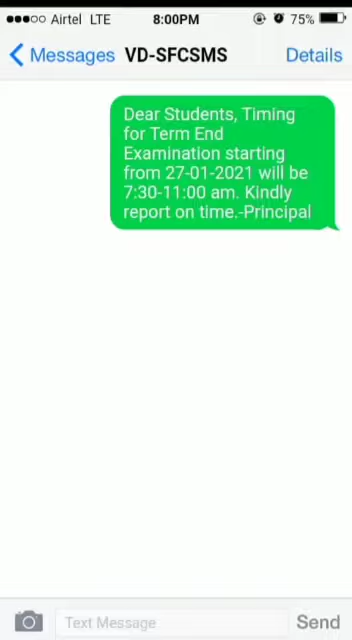 Airtel LTE 8:00PM 75%
Messages VD-SFCSMS Details
Dear Students, Timing
for Term End
Examination starting
from 27-01-2021 will be
7:30-11:00 am. Kindly
report on time.-Principal
Text Message Send